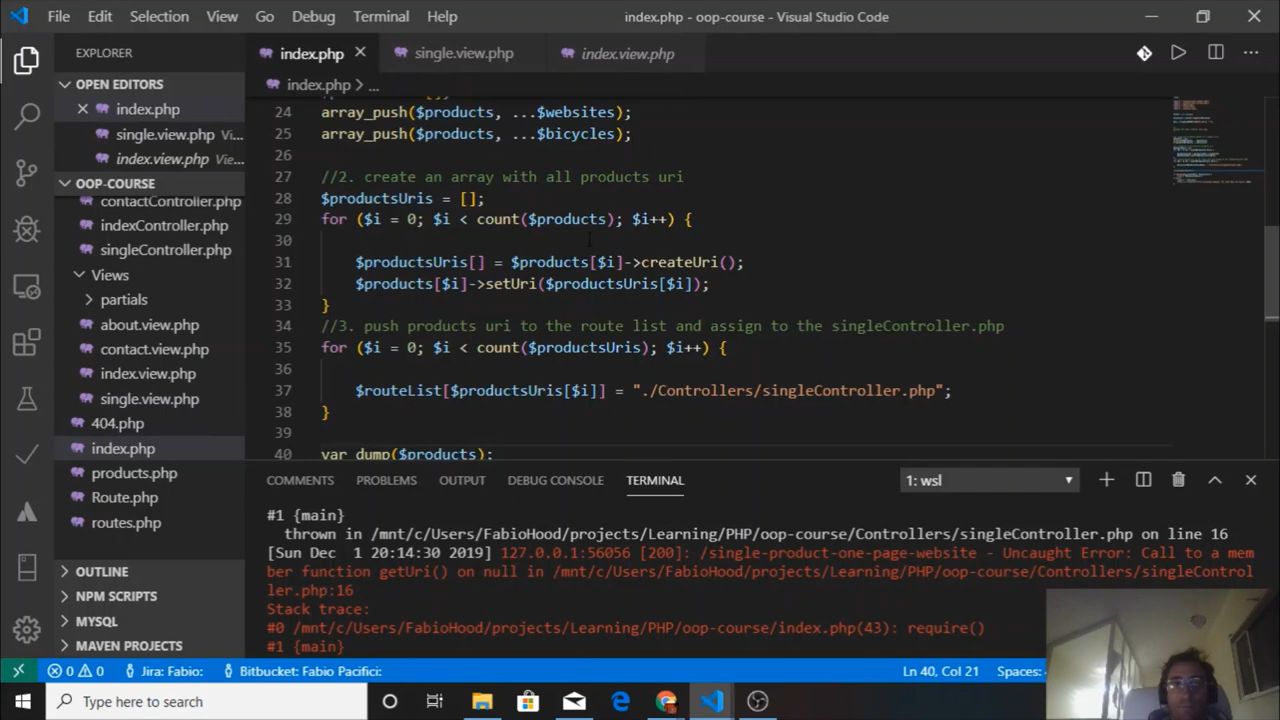 File Edit Selection View Go Debug Terminal Help
index.php - oop-course - Visual Studio Code
EXPLORER
index.php
single.view.php
index.view.php
OPEN EDITORS
index.php
single.view.php Vi...
index.view.php View...
OOP-COURSE
contactController.php
indexController.php
singleController.php
Views
partials
about.view.php
contact.view.php
index.view.php
single.view.php
404.php
index.php
products.php
Route.php
routes.php
OUTLINE
NPM SCRIPTS
MYSQL
MAVEN PROJECTS
index.php > ...
24 array_push($products, ...$websites);
25 array_push($products, ...$bicycles);
26
27 //2. create an array with all products uri
28 $productsUris = [];
29 for ($i = 0; $i < count($products); $i++) {
30
31 $productsUris[] = $products[$i]->createUri();
32 $products[$i]->setUri($productsUris[$i]);
33 }
34 //3. push products uri to the route list and assign to the singleController.php
35 for ($i = 0; $i < count($productsUris); $i++) {
36
37 $routeList[$productsUris[$i]] = "./Controllers/singleController.php";
38 }
39
40 var_dump($products);
COMMENTS PROBLEMS OUTPUT DEBUG CONSOLE TERMINAL
1: wsl
#1 {main}
thrown in /mnt/c/Users/FabioHood/projects/Learning/PHP/oop-course/Controllers/singleController.php on line 16
[Sun Dec 1 20:14:30 2019] 127.0.0.1:56056 [200]: /single-product-one-page-website - Uncaught Error: Call to a mem
ber function getUri() on null in /mnt/c/Users/FabioHood/projects/Learning/PHP/oop-course/Controllers/singleControl
ler.php:16
Stack trace:
#0 /mnt/c/Users/FabioHood/projects/Learning/PHP/oop-course/index.php(43): require()
#1 {main}
0 0 Jira: Fabio: Bitbucket: Fabio Pacifici: Ln 40, Col 21 Spaces:
Type here to search